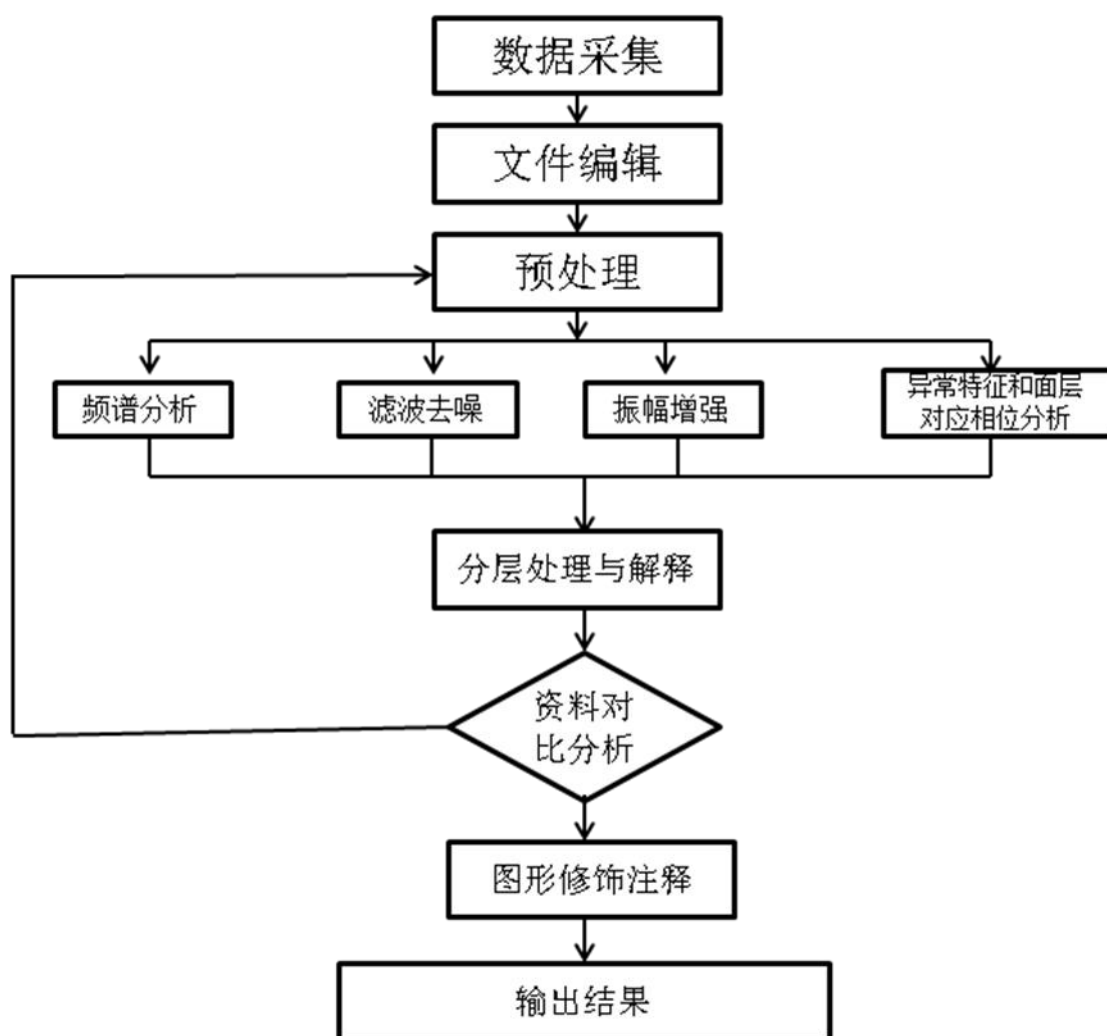 数据采集
文件编辑
预处理
频谱分析
滤波去噪
振幅增强
异常特征和面层
对应相位分析
分层处理与解释
资料对
比分析
图形修饰注释
输出结果